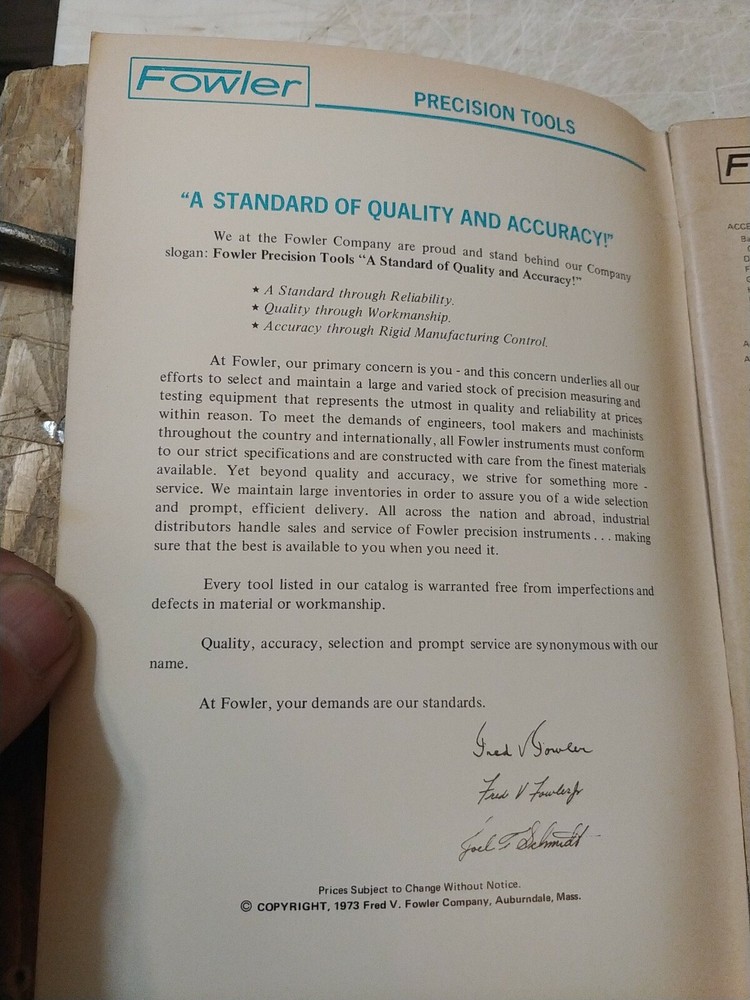 Fowler
PRECISION TOOLS
"A STANDARD OF QUALITY AND ACCURACY!"
We at the Fowler Company are proud and stand behind our Company
slogan: Fowler Precision Tools "A Standard of Quality and Accuracy!"
★ A Standard through Reliability.
★ Quality through Workmanship.
★ Accuracy through Rigid Manufacturing Control.
At Fowler, our primary concern is you - and this concern underlies all our
efforts to select and maintain a large and varied stock of precision measuring and
testing equipment that represents the utmost in quality and reliability at prices
within reason. To meet the demands of engineers, tool makers and machinists
throughout the country and internationally, all Fowler instruments must conform
to our strict specifications and are constructed with care from the finest materials
available. Yet beyond quality and accuracy, we strive for something more -
service. We maintain large inventories in order to assure you of a wide selection
and prompt, efficient delivery. All across the nation and abroad, industrial
distributors handle sales and service of Fowler precision instruments . . . making
sure that the best is available to you when you need it.
Every tool listed in our catalog is warranted free from imperfections and
defects in material or workmanship.
Quality, accuracy, selection and prompt service are synonymous with our
name.
At Fowler, your demands are our standards.
Fred V Fowler
Fred V Fowler Jr
Joel T Schmidt
Prices Subject to Change Without Notice.
© COPYRIGHT, 1973 Fred V. Fowler Company, Auburndale, Mass.
F
ACCE